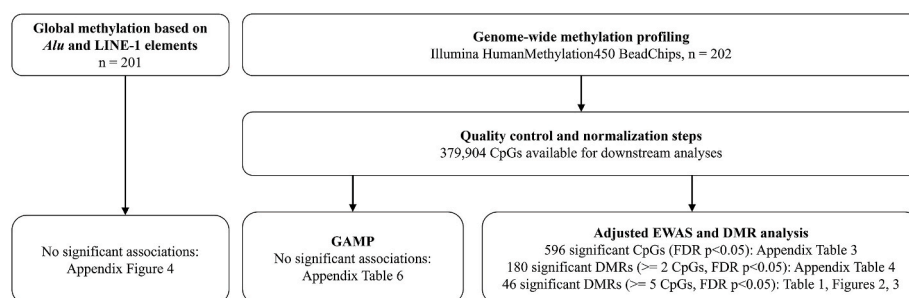 Global methylation based on
Alu and LINE-1 elements
n = 201
Genome-wide methylation profiling
Illumina HumanMethylation450 BeadChips, n = 202
Quality control and normalization steps
379,904 CpGs available for downstream analyses
No significant associations:
Appendix Figure 4
GAMP
No significant associations:
Appendix Table 6
Adjusted EWAS and DMR analysis
596 significant CpGs (FDR p<0.05): Appendix Table 3
180 significant DMRs (>= 2 CpGs, FDR p<0.05): Appendix Table 4
46 significant DMRs (>= 5 CpGs, FDR p<0.05): Table 1, Figures 2, 3